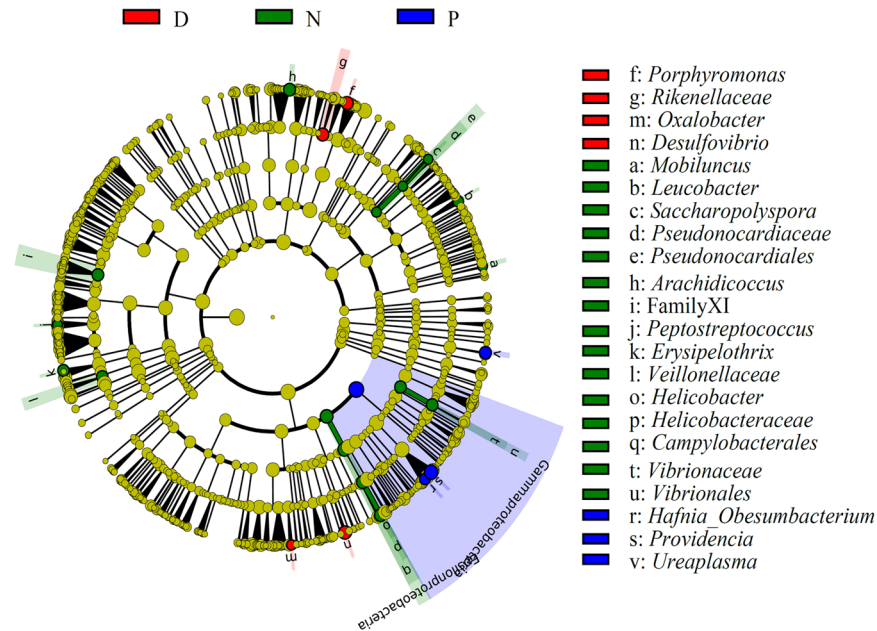 D N P
h
g
f
e
d
c
b
a
i
j
k
l
v
u
t
s
r
q
p
o
n
m
Gammaproteobacteria
Epsilonproteobacteria
f: Porphyromonas
g: Rikenellaceae
m: Oxalobacter
n: Desulfovibrio
a: Mobiluncus
b: Leucobacter
c: Saccharopolyspora
d: Pseudonocardiaceae
e: Pseudonocardiales
h: Arachidicoccus
i: FamilyXI
j: Peptostreptococcus
k: Erysipelothrix
l: Veillonellaceae
o: Helicobacter
p: Helicobacteraceae
q: Campylobacterales
t: Vibrionaceae
u: Vibrionales
r: Hafnia_Obesumbacterium
s: Providencia
v: Ureaplasma